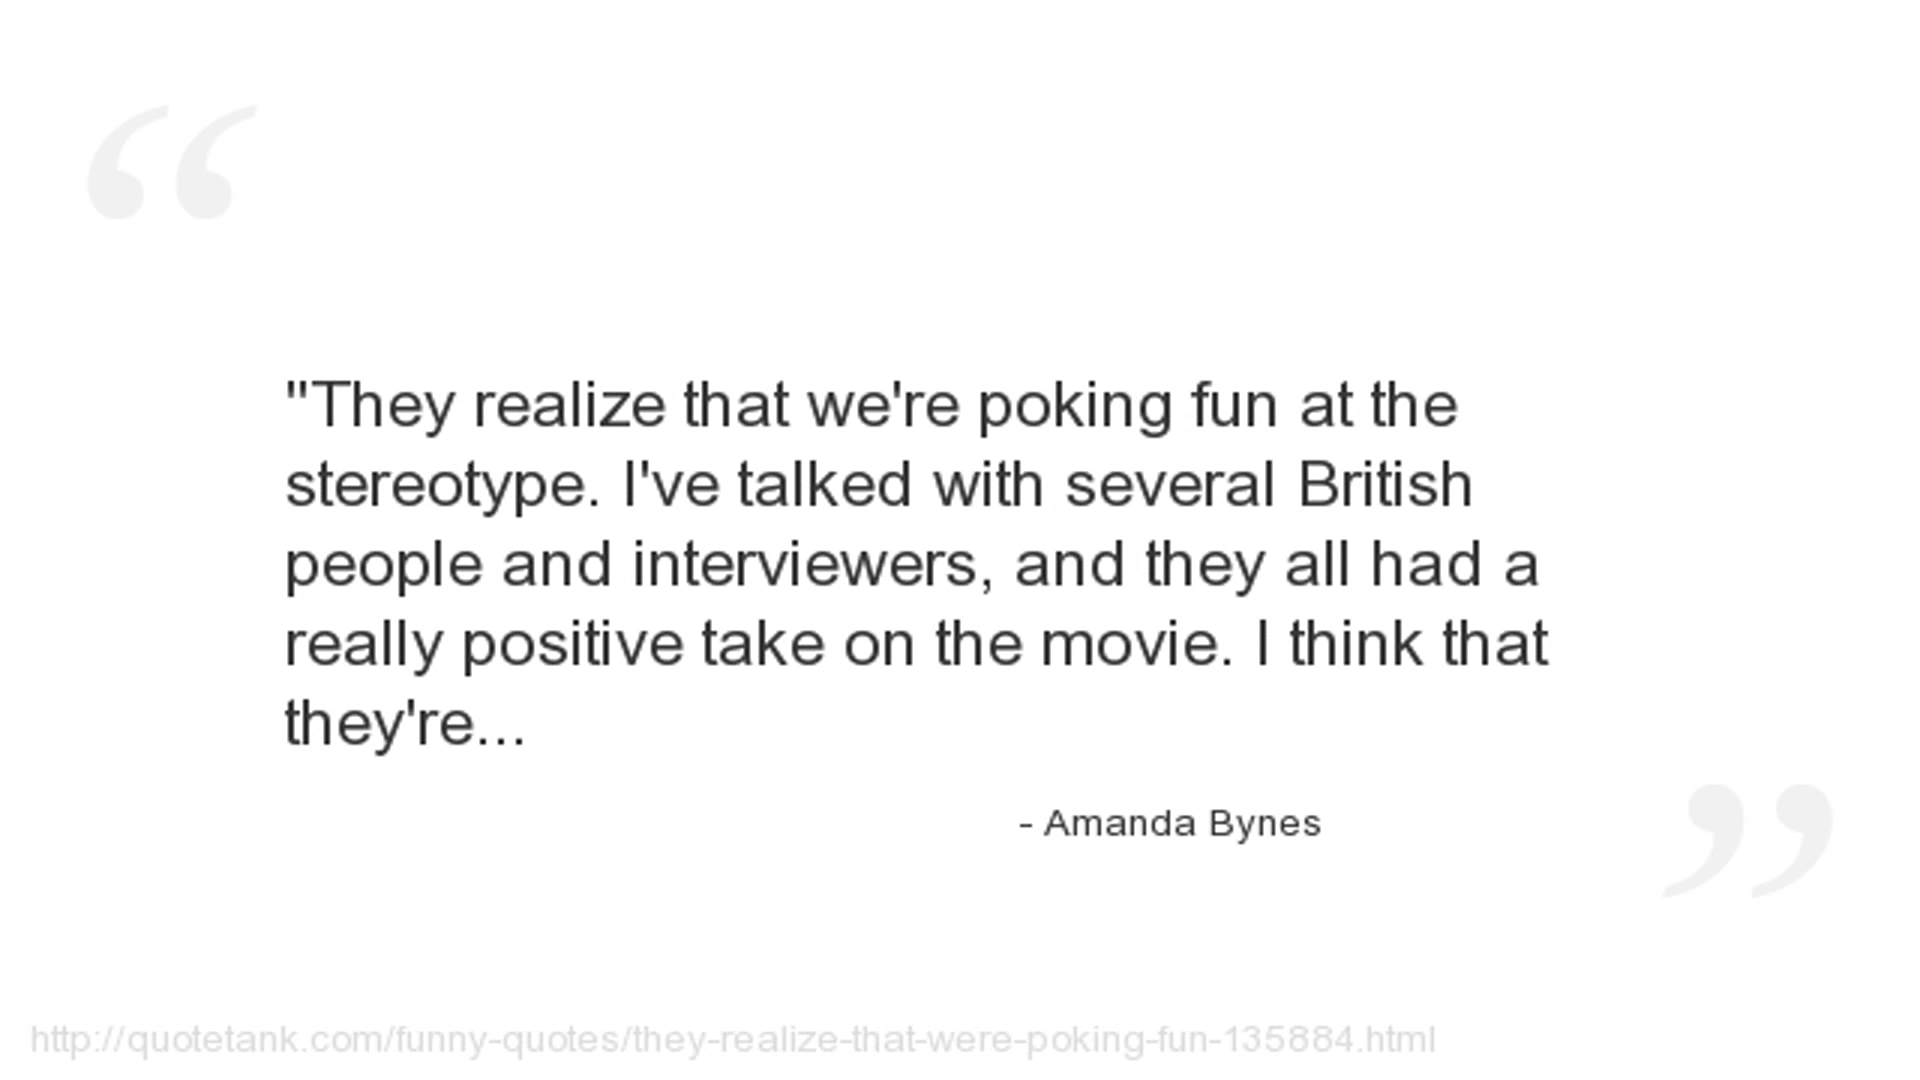 "They realize that we're poking fun at the
stereotype. I've talked with several British
people and interviewers, and they all had a
really positive take on the movie. I think that
they're...
- Amanda Bynes
http://quotetank.com/funny-quotes/they-realize-that-were-poking-fun-135884.html